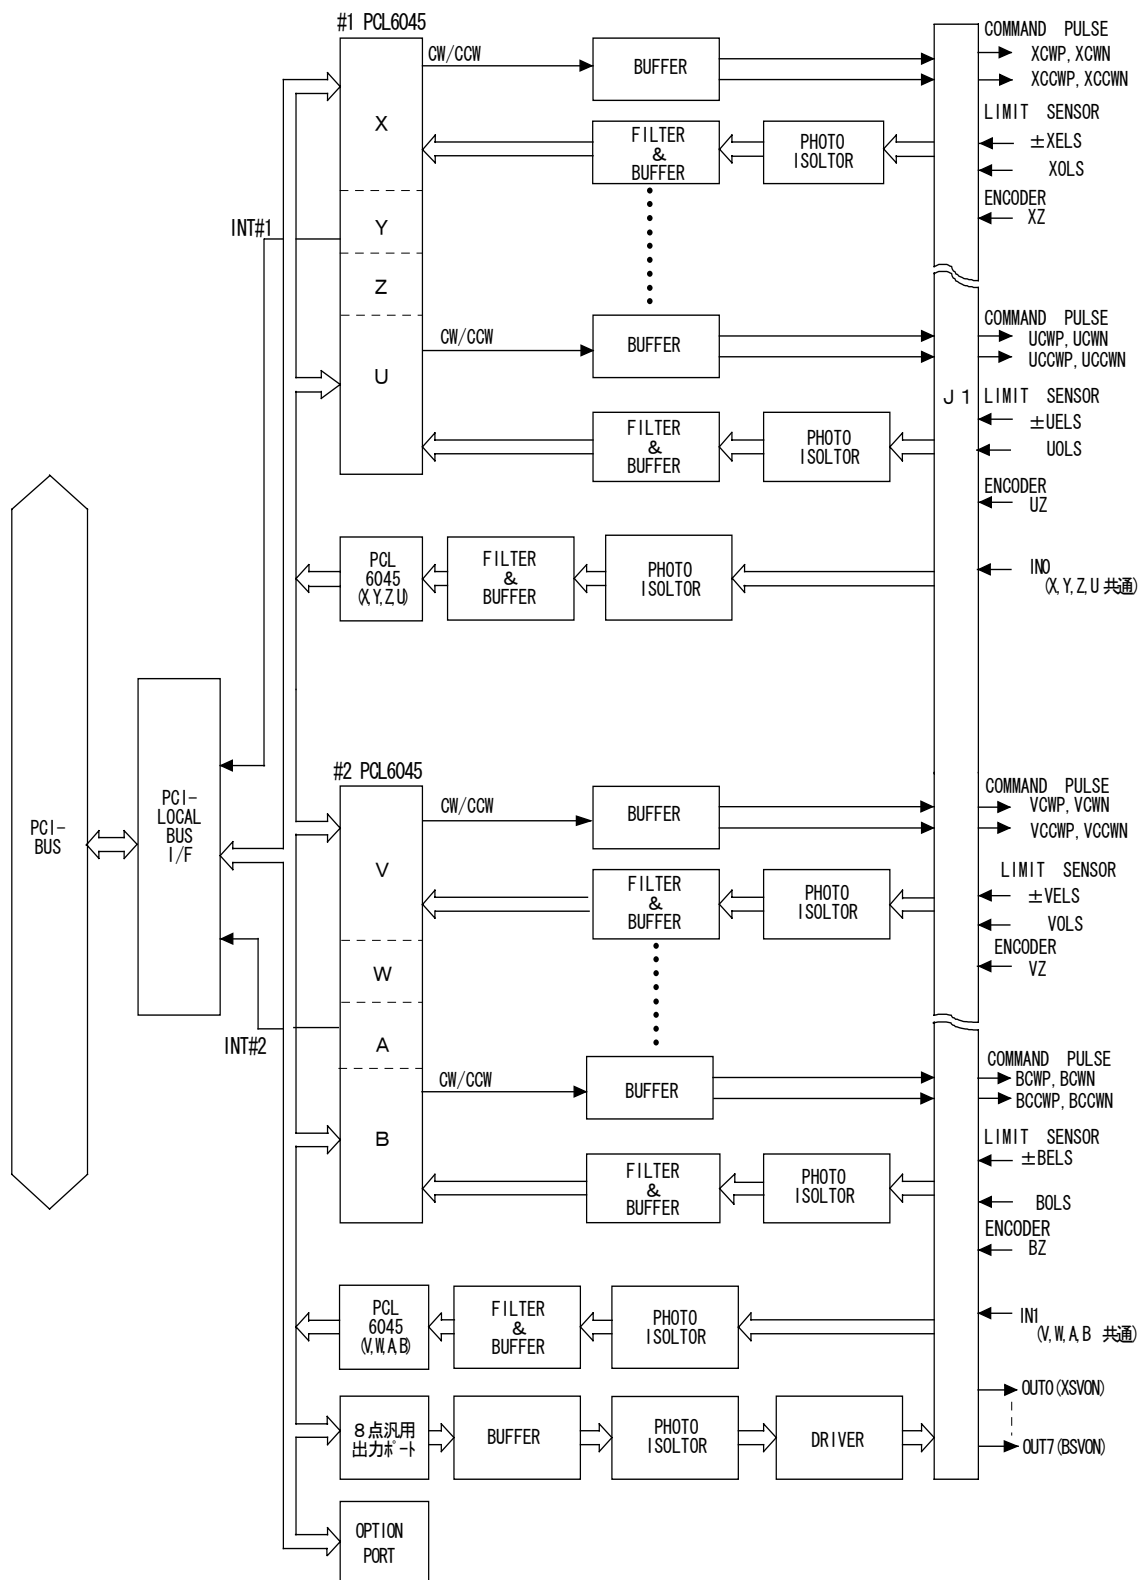 #1 PCL6045
COMMAND PULSE
CW/CCW
BUFFER
XCWP, XCWN
XCCWP, XCCWN
LIMIT SENSOR
X
FILTER
&
BUFFER
PHOTO
ISOLTOR
±XELS
XOLS
ENCODER
XZ
INT#1
Y
Z
COMMAND PULSE
CW/CCW
BUFFER
UCWP, UCWN
UCCWP, UCCWN
U
J1
LIMIT SENSOR
FILTER
&
BUFFER
PHOTO
ISOLTOR
±UELS
UOLS
ENCODER
UZ
PCL
6045
(X,Y,Z,U)
FILTER
&
BUFFER
PHOTO
ISOLTOR
IN0
(X,Y,Z,U 共通)
PCI-
BUS
PCI-
LOCAL
BUS
I/F
#2 PCL6045
COMMAND PULSE
CW/CCW
BUFFER
VCWP, VCWN
VCCWP, VCCWN
V
LIMIT SENSOR
FILTER
&
BUFFER
PHOTO
ISOLTOR
±VELS
VOLS
ENCODER
VZ
W
INT#2
A
COMMAND PULSE
CW/CCW
BUFFER
BCWP, BCWN
BCCWP, BCCWN
B
LIMIT SENSOR
FILTER
&
BUFFER
PHOTO
ISOLTOR
±BELS
BOLS
ENCODER
BZ
PCL
6045
(V,W,A,B)
FILTER
&
BUFFER
PHOTO
ISOLTOR
IN1
(V,W,A,B 共通)
8点汎用
出力ポート
BUFFER
PHOTO
ISOLTOR
DRIVER
OUT0(XSVON)
OUT7(BSVON)
OPTION
PORT